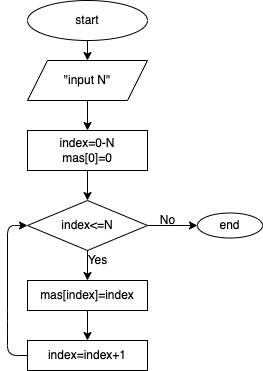 start
"input N"
index=0-N
mas[0]=0
index<=N
No
end
Yes
mas[index]=index
index=index+1